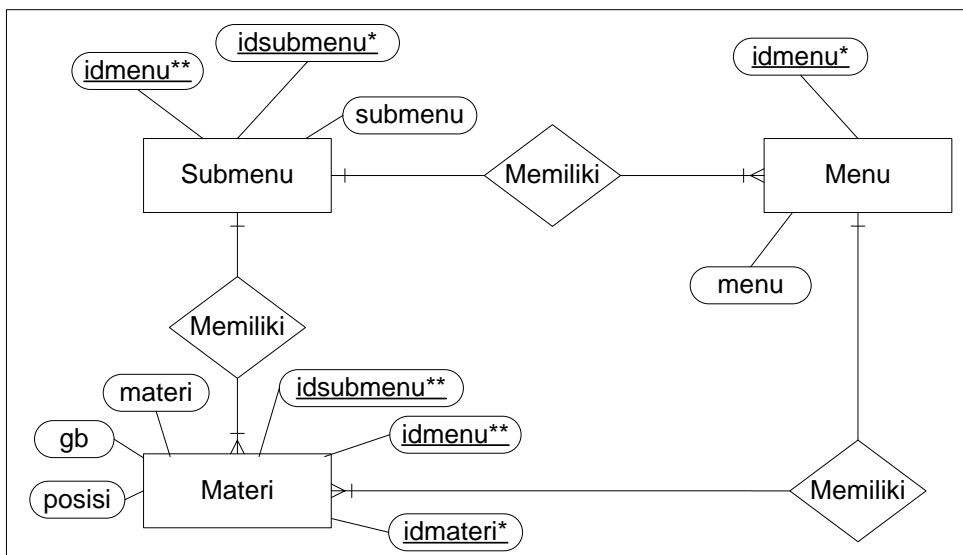 idsubmenu*
idmenu**
submenu
idmenu*
Submenu
Memiliki
Menu
menu
Memiliki
materi
idsubmenu**
gb
idmenu**
posisi
Materi
Memiliki
idmateri*